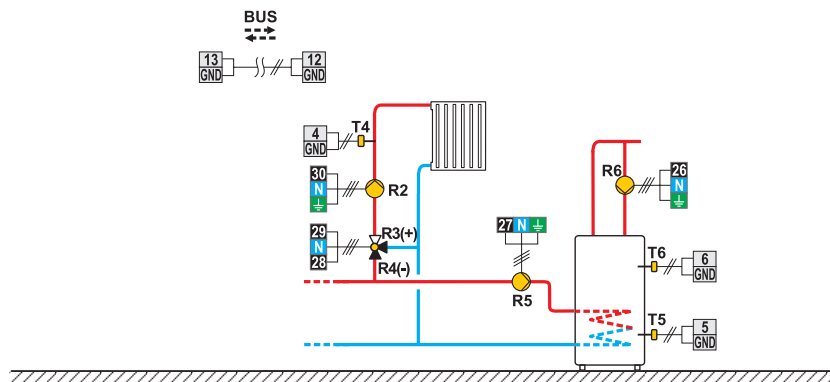 BUS
13
GND
12
GND
4
GND
T4
30
N
R2
29
N
28
R3(+)
R4(-)
27 N
R5
R6
26
N
T6
6
GND
T5
5
GND